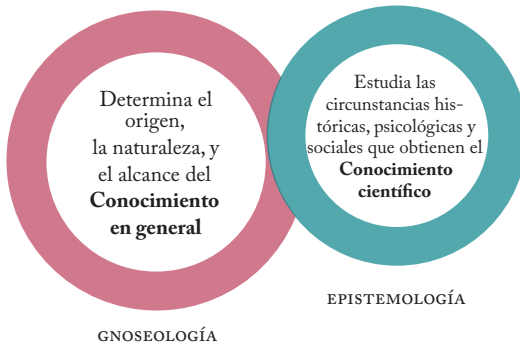 Determina el
origen,
la naturaleza, y
el alcance del
Conocimiento
en general
Estudia las
circunstancias his-
tóricas, psicológicas y
sociales que obtienen el
Conocimiento
científico
EPISTEMOLOGÍA
GNOSEOLOGÍA